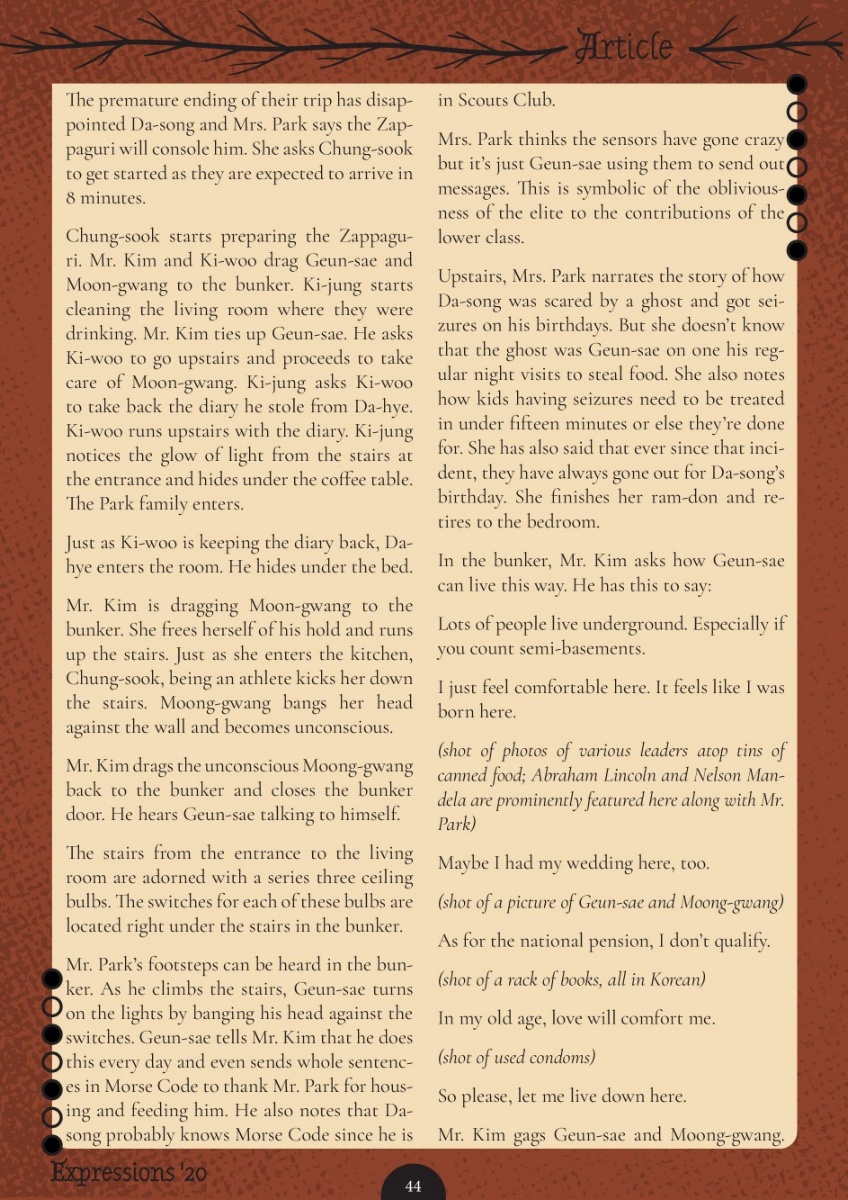 Article
The premature ending of their trip has disap-
pointed Da-song and Mrs. Park says the Zap-
paguri will console him. She asks Chung-sook
to get started as they are expected to arrive in
8 minutes.
Chung-sook starts preparing the Zappagu-
ri. Mr. Kim and Ki-woo drag Geun-sae and
Moon-gwang to the bunker. Ki-jung starts
cleaning the living room where they were
drinking. Mr. Kim ties up Geun-sae. He asks
Ki-woo to go upstairs and proceeds to take
care of Moon-gwang. Ki-jung asks Ki-woo
to take back the diary he stole from Da-hye.
Ki-woo runs upstairs with the diary. Ki-jung
notices the glow of light from the stairs at
the entrance and hides under the coffee table.
The Park family enters.
Just as Ki-woo is keeping the diary back, Da-
hye enters the room. He hides under the bed.
Mr. Kim is dragging Moon-gwang to the
bunker. She frees herself of his hold and runs
up the stairs. Just as she enters the kitchen,
Chung-sook, being an athlete kicks her down
the stairs. Moong-gwang bangs her head
against the wall and becomes unconscious.
Mr. Kim drags the unconscious Moong-gwang
back to the bunker and closes the bunker
door. He hears Geun-sae talking to himself.
The stairs from the entrance to the living
room are adorned with a series three ceiling
bulbs. The switches for each of these bulbs are
located right under the stairs in the bunker.
Mr. Park's footsteps can be heard in the bun-
ker. As he climbs the stairs, Geun-sae turns
on the lights by banging his head against the
switches. Geun-sae tells Mr. Kim that he does
this every day and even sends whole sentenc-
es in Morse Code to thank Mr. Park for hous-
ing and feeding him. He also notes that Da-
song probably knows Morse Code since he is
in Scouts Club.
Mrs. Park thinks the sensors have gone crazy
but it's just Geun-sae using them to send out
messages. This is symbolic of the oblivious-
ness of the elite to the contributions of the
lower class.
Upstairs, Mrs. Park narrates the story of how
Da-song was scared by a ghost and got sei-
zures on his birthdays. But she doesn't know
that the ghost was Geun-sae on one his reg-
ular night visits to steal food. She also notes
how kids having seizures need to be treated
in under fifteen minutes or else they're done
for. She has also said that ever since that inci-
dent, they have always gone out for Da-song's
birthday. She finishes her ram-don and re-
tires to the bedroom.
In the bunker, Mr. Kim asks how Geun-sae
can live this way. He has this to say:
Lots of people live underground. Especially if
you count semi-basements.
I just feel comfortable here. It feels like I was
born here.
(shot of photos of various leaders atop tins of
canned food; Abraham Lincoln and Nelson Man-
dela are prominently featured here along with Mr.
Park)
Maybe I had my wedding here, too.
(shot of a picture of Geun-sae and Moong-gwang)
As for the national pension, I don't qualify.
(shot of a rack of books, all in Korean)
In my old age, love will comfort me.
(shot of used condoms)
So please, let me live down here.
Mr. Kim gags Geun-sae and Moong-gwang.
Expressions '20
44